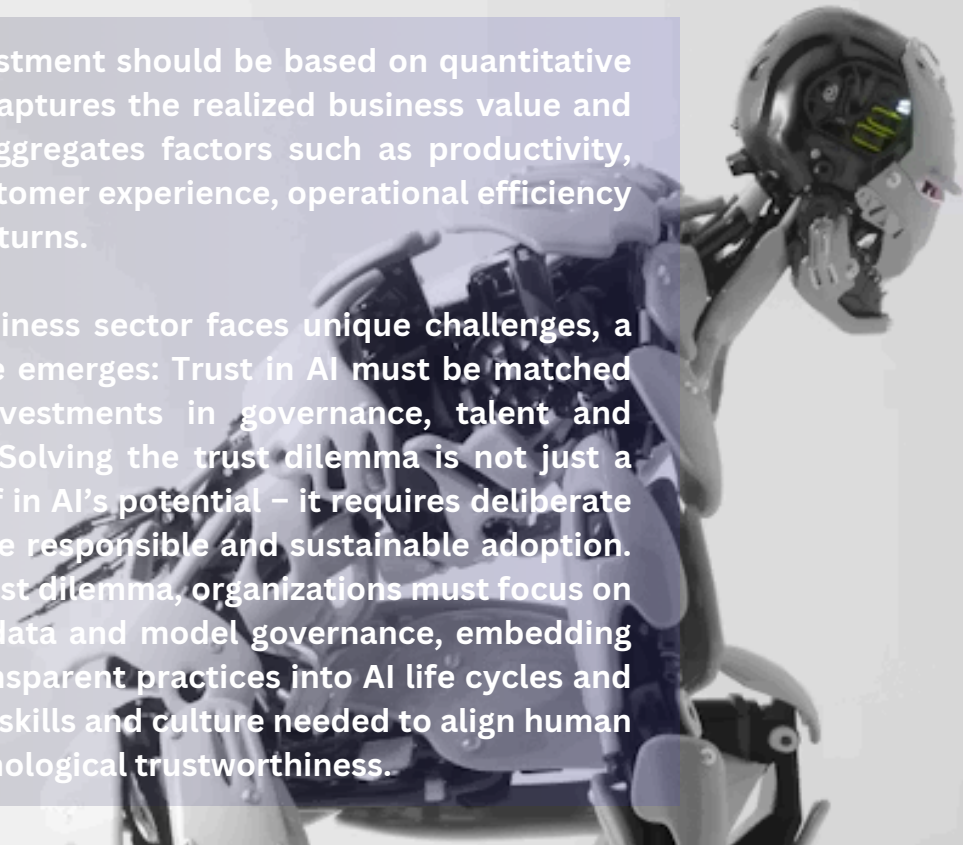 stment should be based on quantitative
aptures the realized business value and
ggregates factors such as productivity,
tomer experience, operational efficiency
turns.
iness sector faces unique challenges, a
e emerges: Trust in AI must be matched
vestments in governance, talent and
Solving the trust dilemma is not just a
f in AI’s potential – it requires deliberate
e responsible and sustainable adoption.
st dilemma, organizations must focus on
data and model governance, embedding
nsparent practices into AI life cycles and
skills and culture needed to align human
nological trustworthiness.